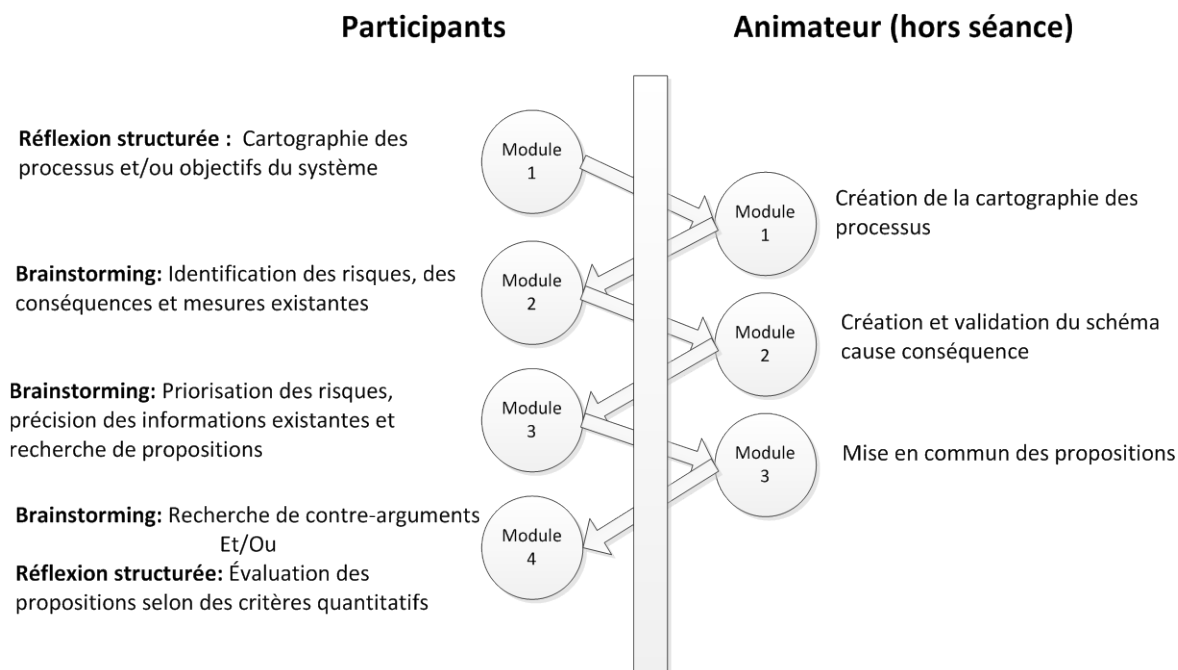 Participants
Animateur (hors séance)
Réflexion structurée : Cartographie des
processus et/ou objectifs du système
Module
1
Module
1
Création de la cartographie des
processus
Brainstorming: Identification des risques, des
conséquences et mesures existantes
Module
2
Module
2
Création et validation du schéma
cause conséquence
Brainstorming: Priorisation des risques,
précision des informations existantes et
recherche de propositions
Module
3
Module
3
Mise en commun des propositions
Brainstorming: Recherche de contre-arguments
Et/Ou
Réflexion structurée: Évaluation des
propositions selon des critères quantitatifs
Module
4